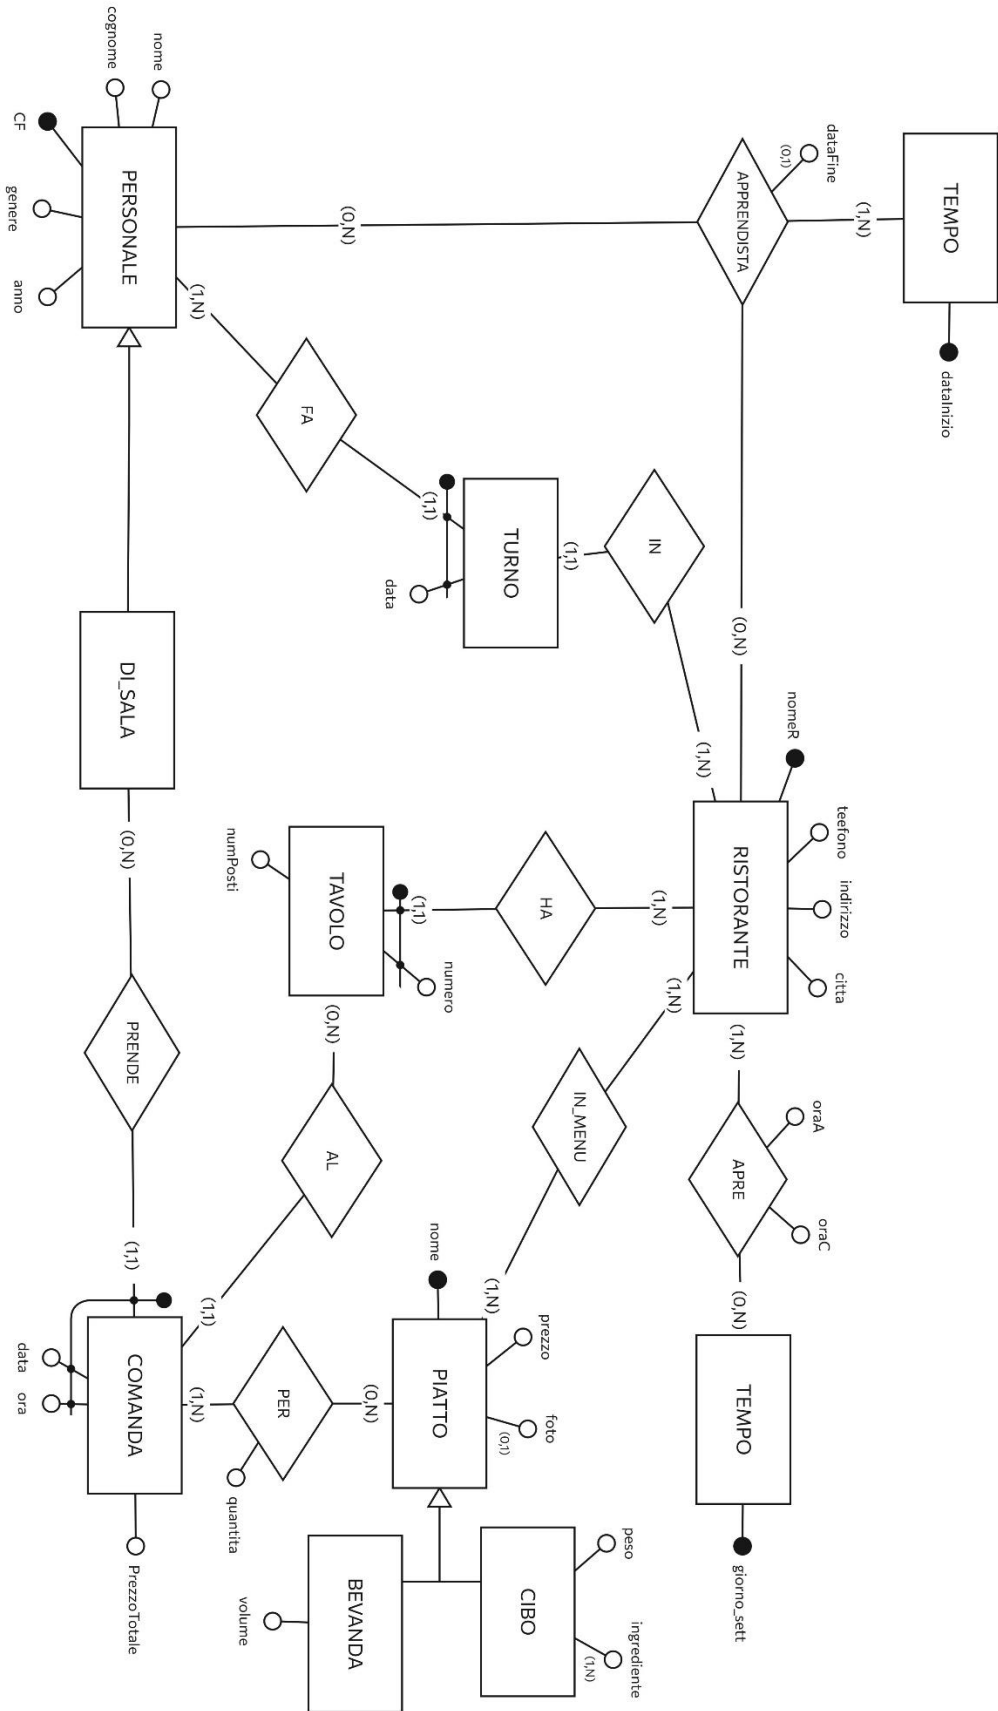 TEMPO
dataInizio
(1,N)
dataFine
(0,1)
APPRENDISTA
(0,N)
(0,N)
nome
cognome
CF
PERSONALE
genere
anno
(1,N)
FA
(1,1)
TURNO
data
(1,1)
IN
(1,N)
nomeR
teefono
indirizzo
citta
RISTORANTE
(1,N)
HA
(1,1)
TAVOLO
numPosti
numero
DI_SALA
(0,N)
PRENDE
(1,1)
(0,N)
AL
(1,1)
(1,N)
IN_MENU
(1,N)
(1,N)
oraA
APRE
oraC
(0,N)
TEMPO
giorno_sett
nome
prezzo
PIATTO
foto
(0,1)
(0,N)
PER
quantita
(1,N)
COMANDA
data
ora
PrezzoTotale
peso
CIBO
ingrediente
(1,N)
BEVANDA
volume